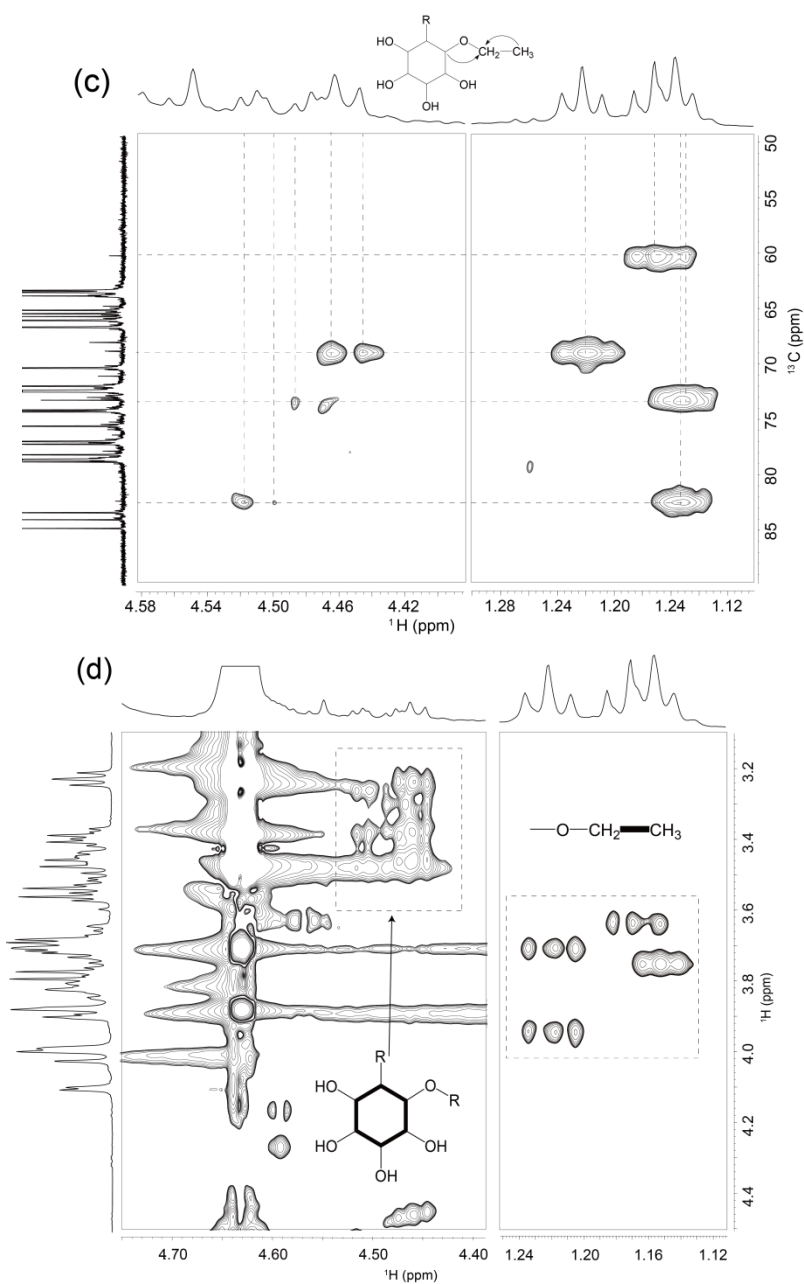 (c)
R
HO
O
CH₂
CH₃
HO
OH
OH
50
55
60
65
70
75
80
85
¹³C (ppm)
4.58 4.54 4.50 4.46 4.42
¹H (ppm)
1.28 1.24 1.20 1.24 1.12
(d)
3.2
3.4
3.6
3.8
4.0
4.2
4.4
¹H (ppm)
—O—CH₂—CH₃
R
HO
O
R
HO
OH
OH
4.70 4.60 4.50 4.40
¹H (ppm)
1.24 1.20 1.16 1.11